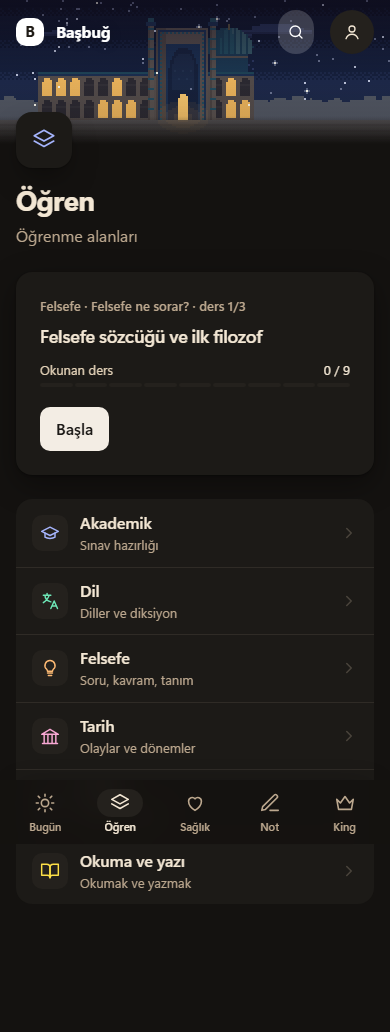 B Başbuğ
Öğren
Öğrenme alanları
Felsefe · Felsefe ne sorar? · ders 1/3
Felsefe sözcüğü ve ilk filozof
Okunan ders 0 / 9
Başla
Akademik
Sınav hazırlığı
Dil
Diller ve diksiyon
Felsefe
Soru, kavram, tanım
Tarih
Olaylar ve dönemler
Bugün Öğren Sağlık Not King
Okuma ve yazı
Okumak ve yazmak